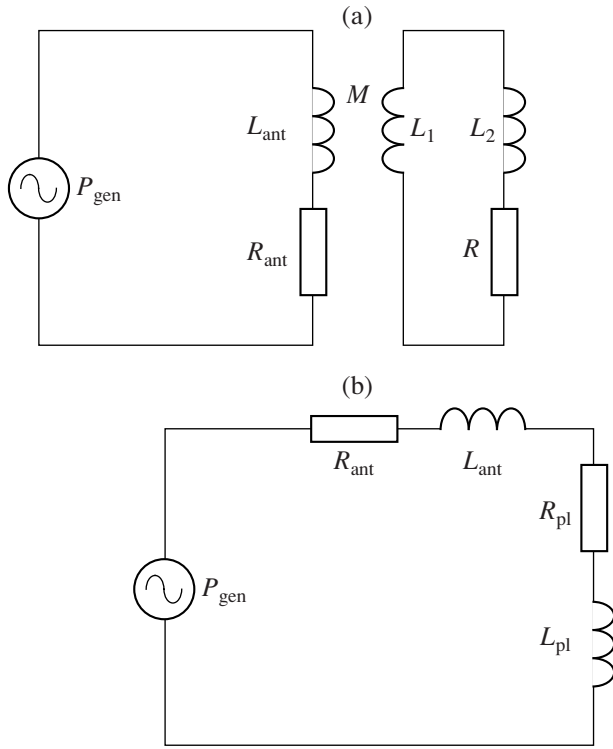 (a)
M
L_ant
L_1
L_2
P_gen
R_ant
R
(b)
R_ant
L_ant
R_pl
P_gen
L_pl